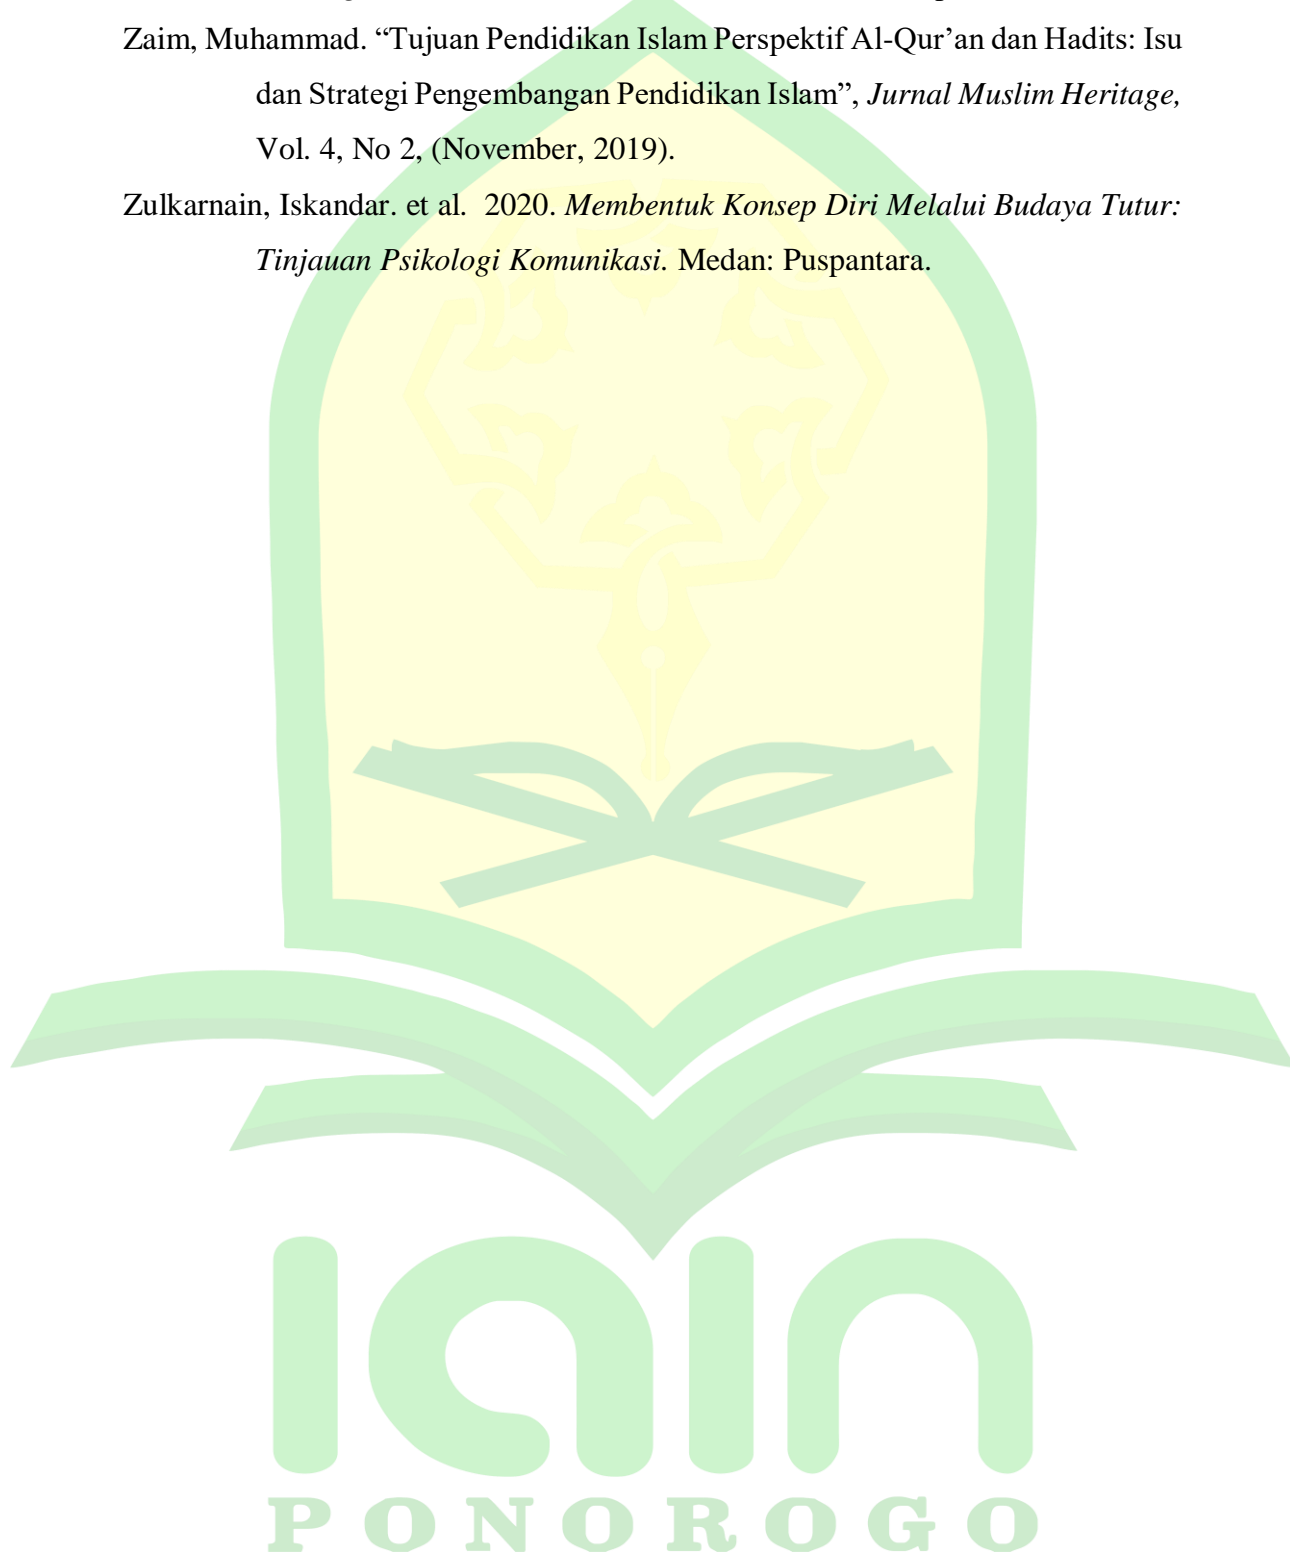 Zaim, Muhammad. “Tujuan Pendidikan Islam Perspektif Al-Qur’an dan Hadits: Isu
dan Strategi Pengembangan Pendidikan Islam”, Jurnal Muslim Heritage,
Vol. 4, No 2, (November, 2019).
Zulkarnain, Iskandar. et al.  2020. Membentuk Konsep Diri Melalui Budaya Tutur:
Tinjauan Psikologi Komunikasi. Medan: Puspantara.
IAIN
PONOROGO